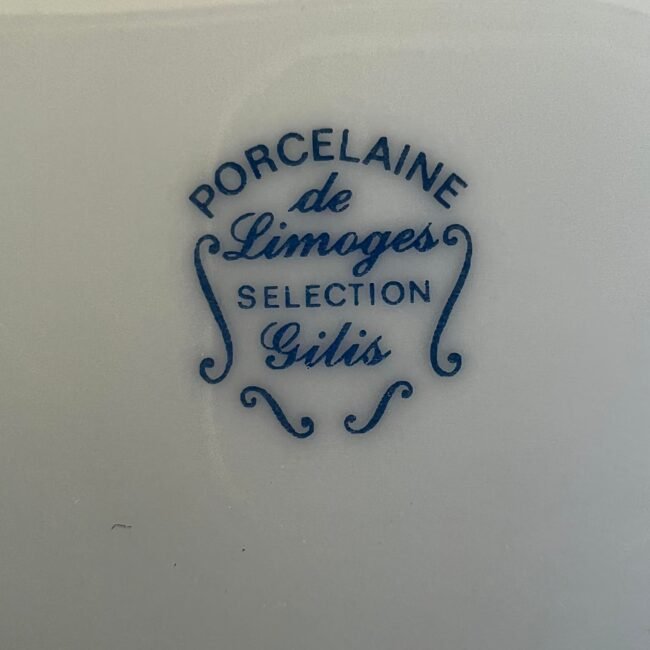 PORCELAINE
de
Limoges
SELECTION
Gilis